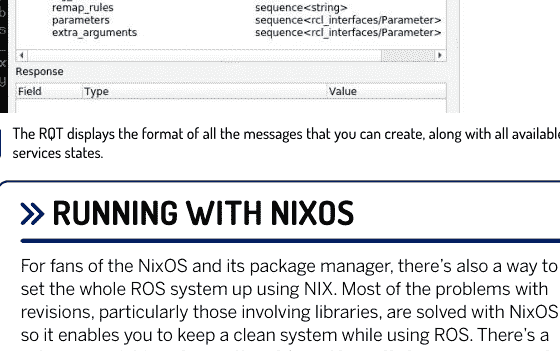 remap_rules sequence<string>
parameters sequence<rcl_interfaces/Parameter>
extra_arguments sequence<rcl_interfaces/Parameter>
Response
Field Type Value
The RQT displays the format of all the messages that you can create, along with all available
services states.
» RUNNING WITH NIXOS
For fans of the NixOS and its package manager, there's also a way to
set the whole ROS system up using NIX. Most of the problems with
revisions, particularly those involving libraries, are solved with NixOS
so it enables you to keep a clean system while using ROS. There's a